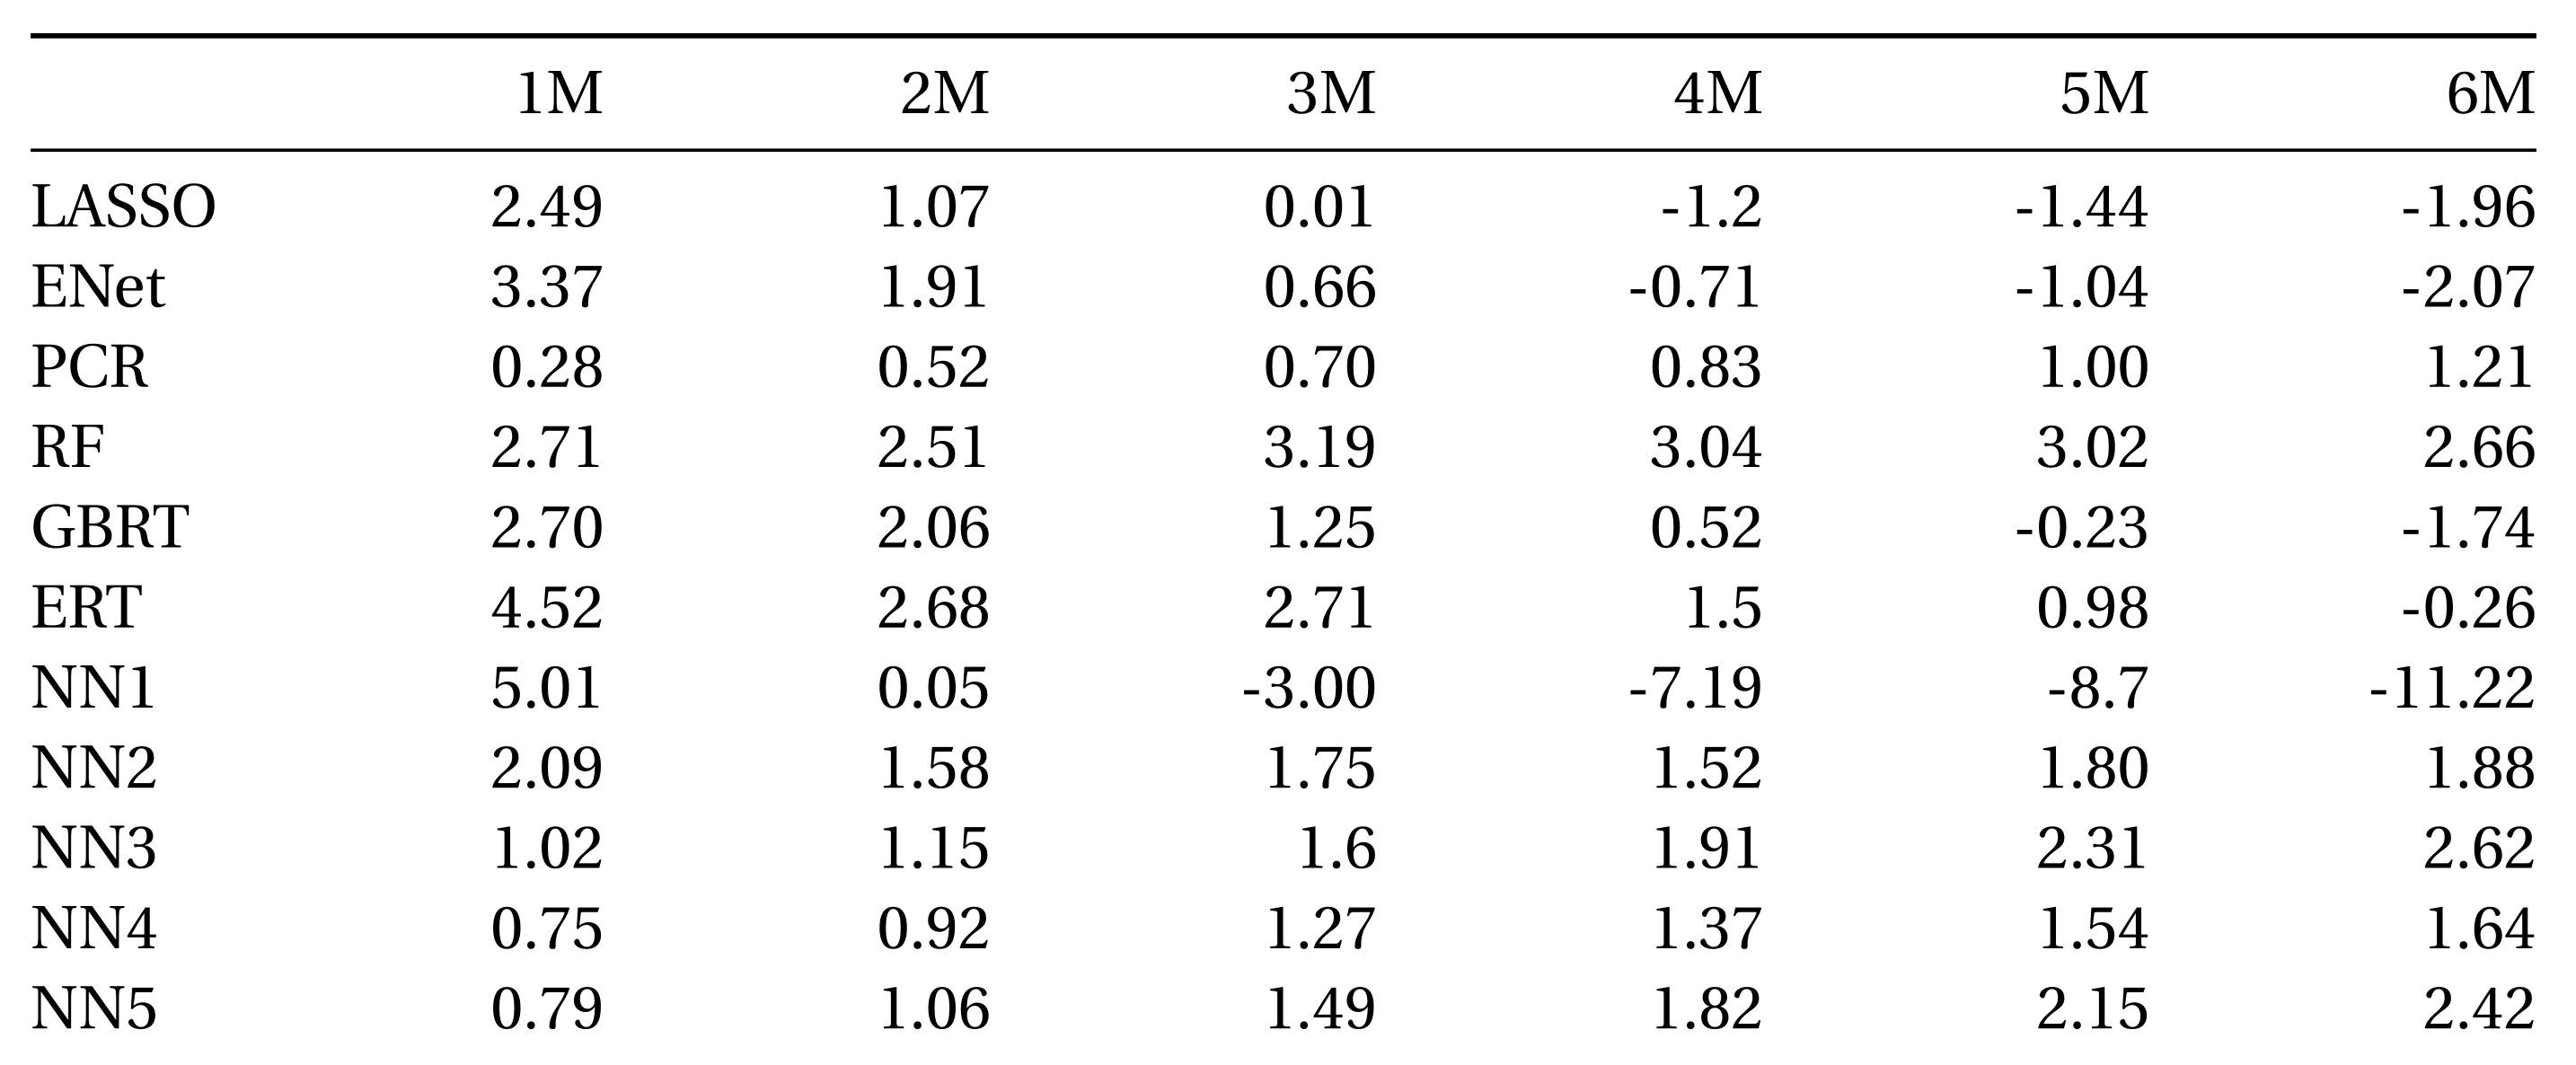 1M 2M 3M 4M 5M 6M
LASSO 2.49 1.07 0.01 -1.2 -1.44 -1.96
ENet 3.37 1.91 0.66 -0.71 -1.04 -2.07
PCR 0.28 0.52 0.70 0.83 1.00 1.21
RF 2.71 2.51 3.19 3.04 3.02 2.66
GBRT 2.70 2.06 1.25 0.52 -0.23 -1.74
ERT 4.52 2.68 2.71 1.5 0.98 -0.26
NN1 5.01 0.05 -3.00 -7.19 -8.7 -11.22
NN2 2.09 1.58 1.75 1.52 1.80 1.88
NN3 1.02 1.15 1.6 1.91 2.31 2.62
NN4 0.75 0.92 1.27 1.37 1.54 1.64
NN5 0.79 1.06 1.49 1.82 2.15 2.42